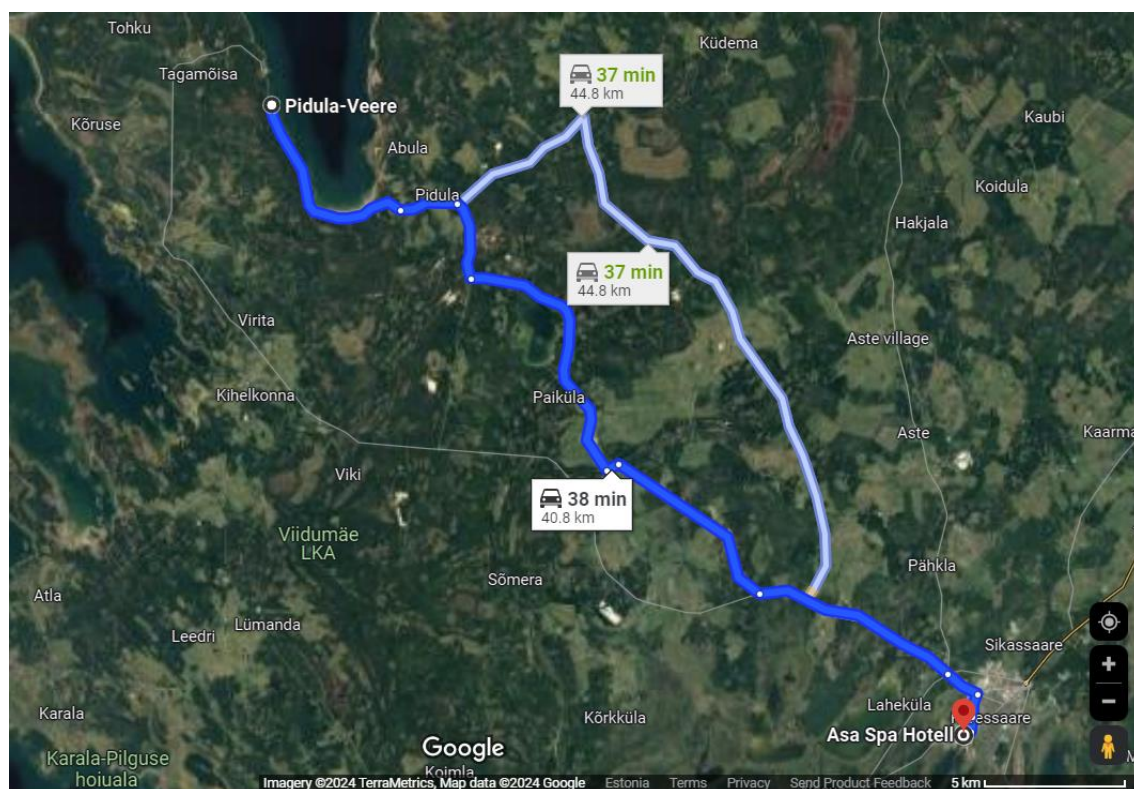 Tohku
Küdema
Tagamõisa
37 min
44.8 km
Pidula-Veere
Kõruse
Kaubi
Abula
Pidula
Koidula
Hakjala
37 min
44.8 km
Virita
Aste village
Kihelkonna
Paiküla
Aste
Kaarma
Viki
38 min
40.8 km
Viidumäe
LKA
Pähkla
Sõmera
Atla
Lümanda
Leedri
Sikassaare
Laheküla
Karala
Kõrkküla
Asa Spa Hotell
Google
Karala-Pilguse
hoiuala
Koimla
Imagery ©2024 TerraMetrics, Map data ©2024 Google Estonia Terms Privacy Send Product Feedback 5 km